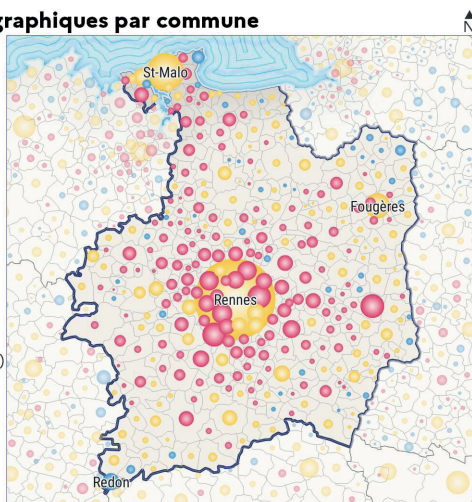 graphiques par commune
N
St-Malo
Fougères
Rennes
)
Redon